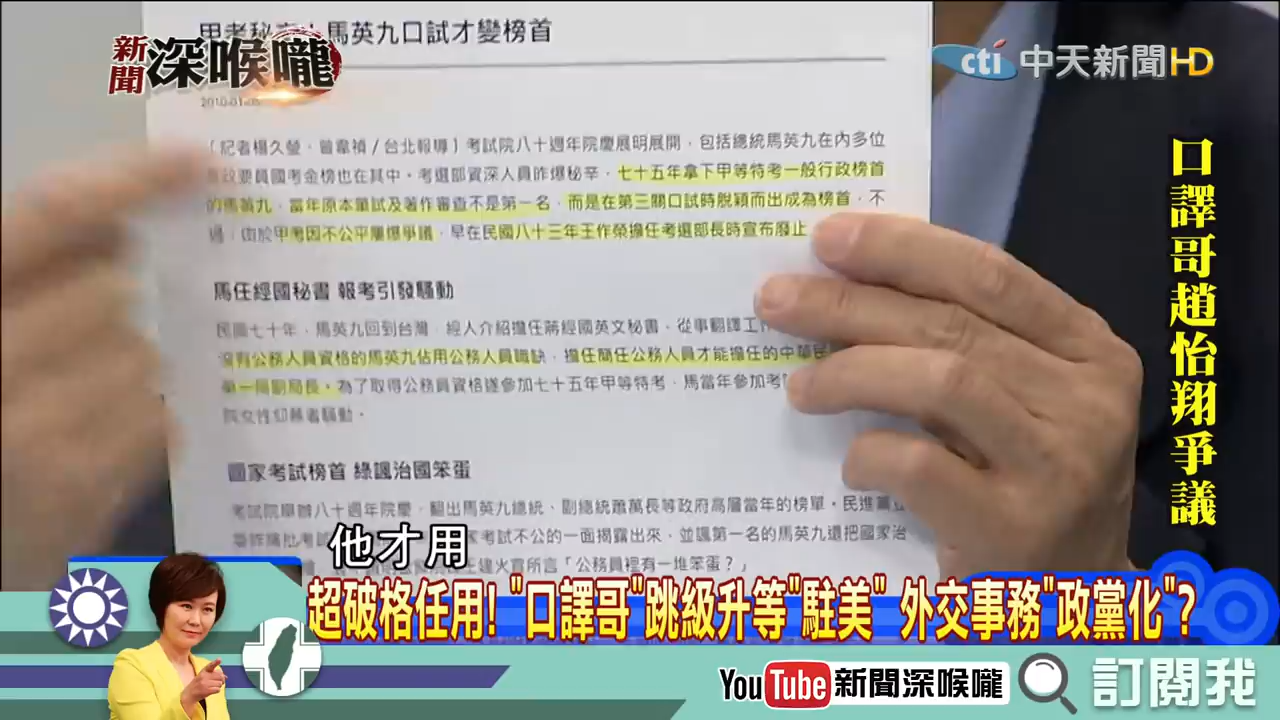 馬英九口試才變榜首
新聞深喉嚨
cti 中天新聞HD
口譯哥趙怡翔爭議
(記者楊久瑩、曾韋禎/台北報導)考試院八十週年院慶展明展開,包括總統馬英九在內多位
要員國考金榜也在其中。考選部資深人員昨爆秘辛,七十五年拿下甲等特考一般行政榜首
的馬英九,當年原本筆試及著作審查不是第一名,而是在第三關口試時脫穎而出成為榜首,不
過,由於甲考因不公平屢爆爭議,早在民國八十三年王作榮擔任考選部長時宣布廢止。
馬任經國秘書 報考引發騷動
民國七十年,馬英九回到台灣,經人介紹擔任蔣經國英文秘書,從事翻譯工作
沒有公務人員資格的馬英九佔用公務人員職缺,擔任簡任公務人員才能擔任的中華民
第一局副局長。為了取得公務員資格遂參加七十五年甲等特考,馬當年參加考
院女性仰慕者騷動。
國家考試榜首 綠諷治國笨蛋
考試院舉辦八十週年院慶,翻出馬英九總統、副總統蕭萬長等政府高層當年的榜單。民進黨立
家考試不公的一面揭露出來,並諷第一名的馬英九還把國家治
所言「公務員裡有一堆笨蛋?」
他才用
超破格任用! "口譯哥"跳級升等"駐美" 外交事務"政黨化"?
YouTube 新聞深喉嚨 訂閱我